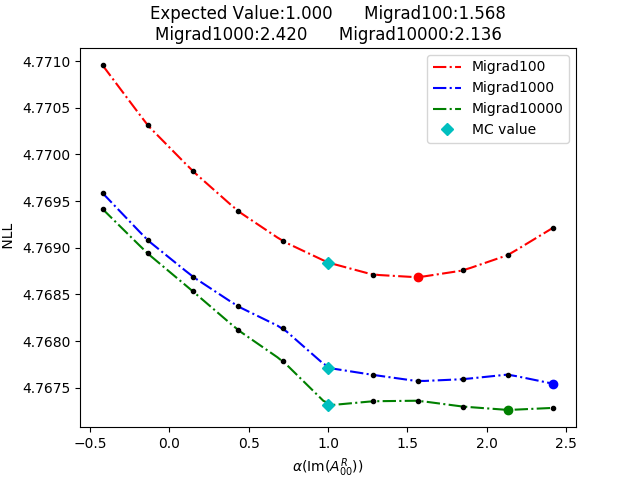 Expected Value:1.000 Migrad100:1.568
Migrad1000:2.420 Migrad10000:2.136
4.7710
4.7705
4.7700
4.7695
4.7690
4.7685
4.7680
4.7675
NLL
Migrad100
Migrad1000
Migrad10000
MC value
−0.5 0.0 0.5 1.0 1.5 2.0 2.5
α(Im(A^R_00))